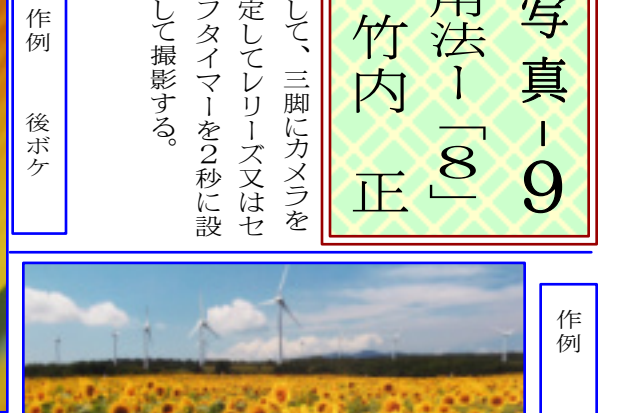 写真-9
用法ー「8」
竹内 正
して、三脚にカメラを
定してレリーズ又はセ
フタイマーを2秒に設
して撮影する。
作例 後ボケ
作例